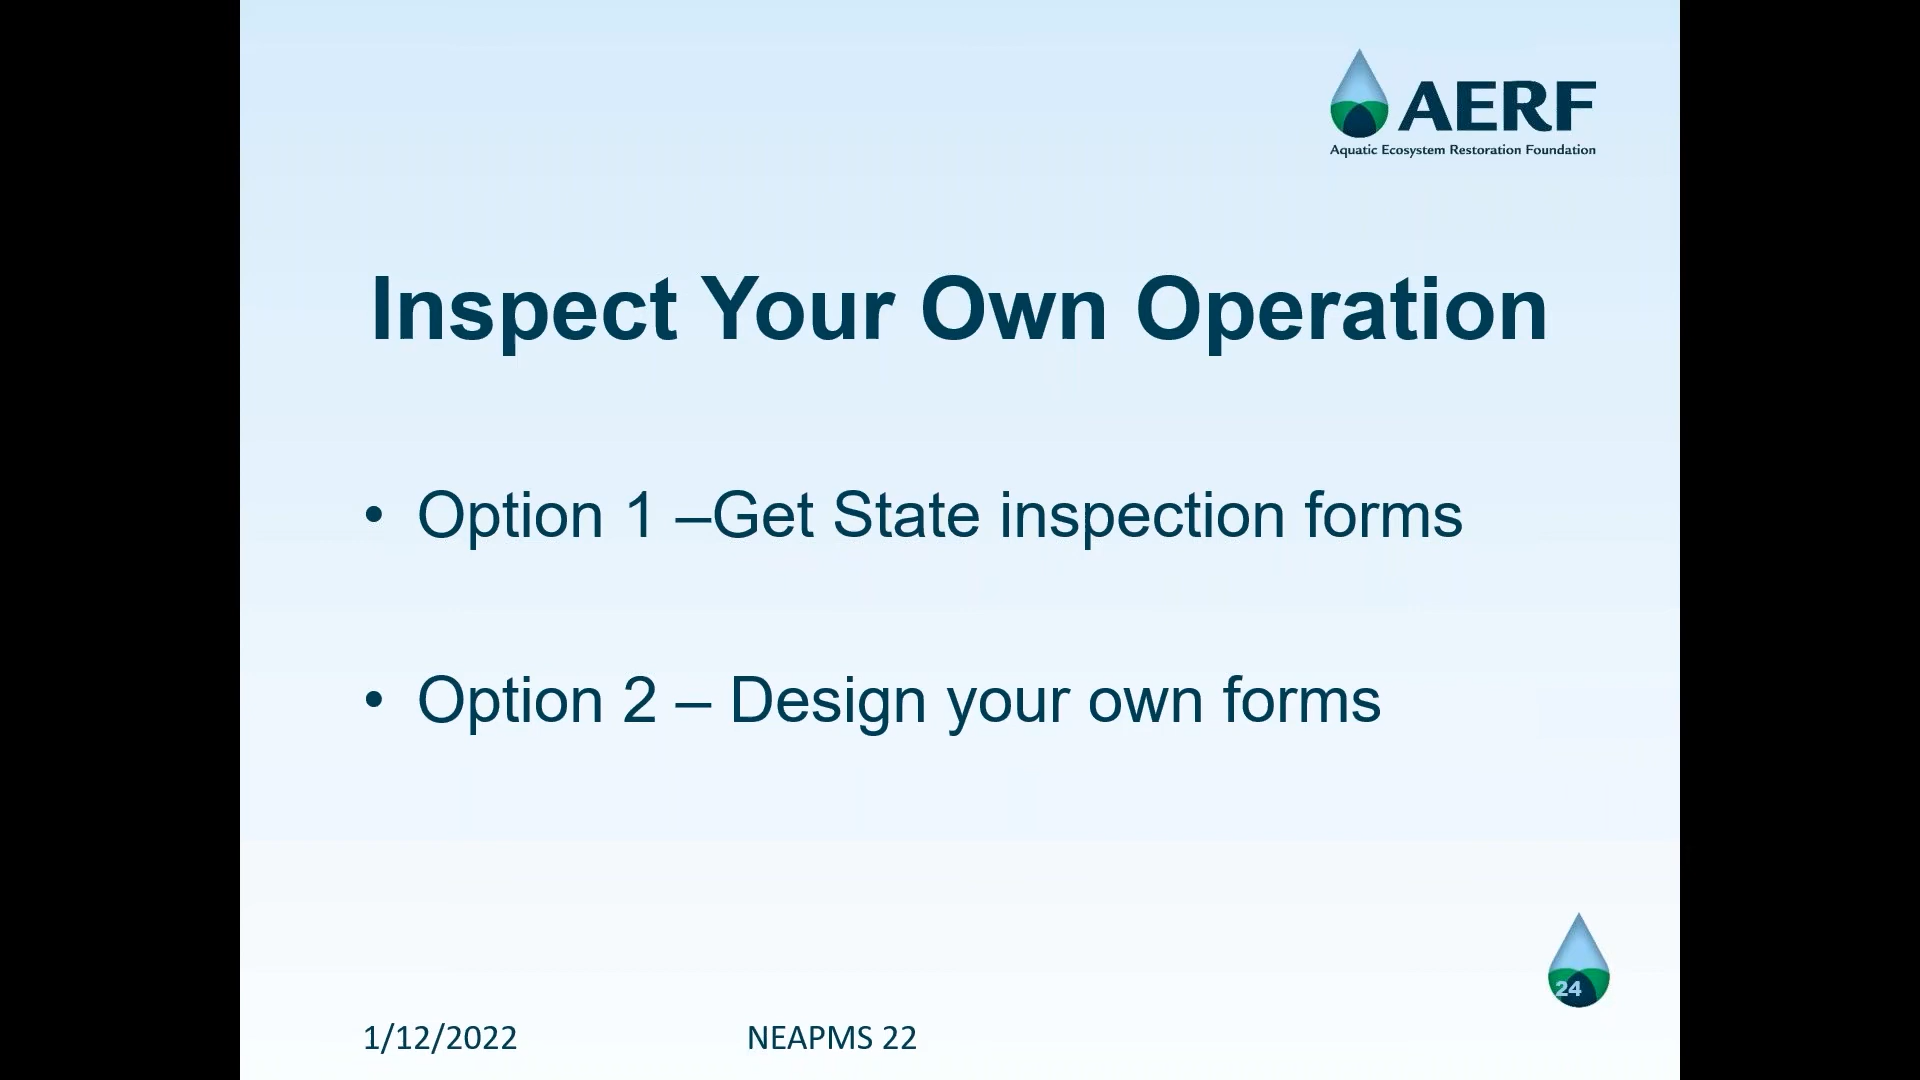 AERF
Aquatic Ecosystem Restoration Foundation
Inspect Your Own Operation
• Option 1 –Get State inspection forms
• Option 2 – Design your own forms
24
1/12/2022
NEAPMS 22